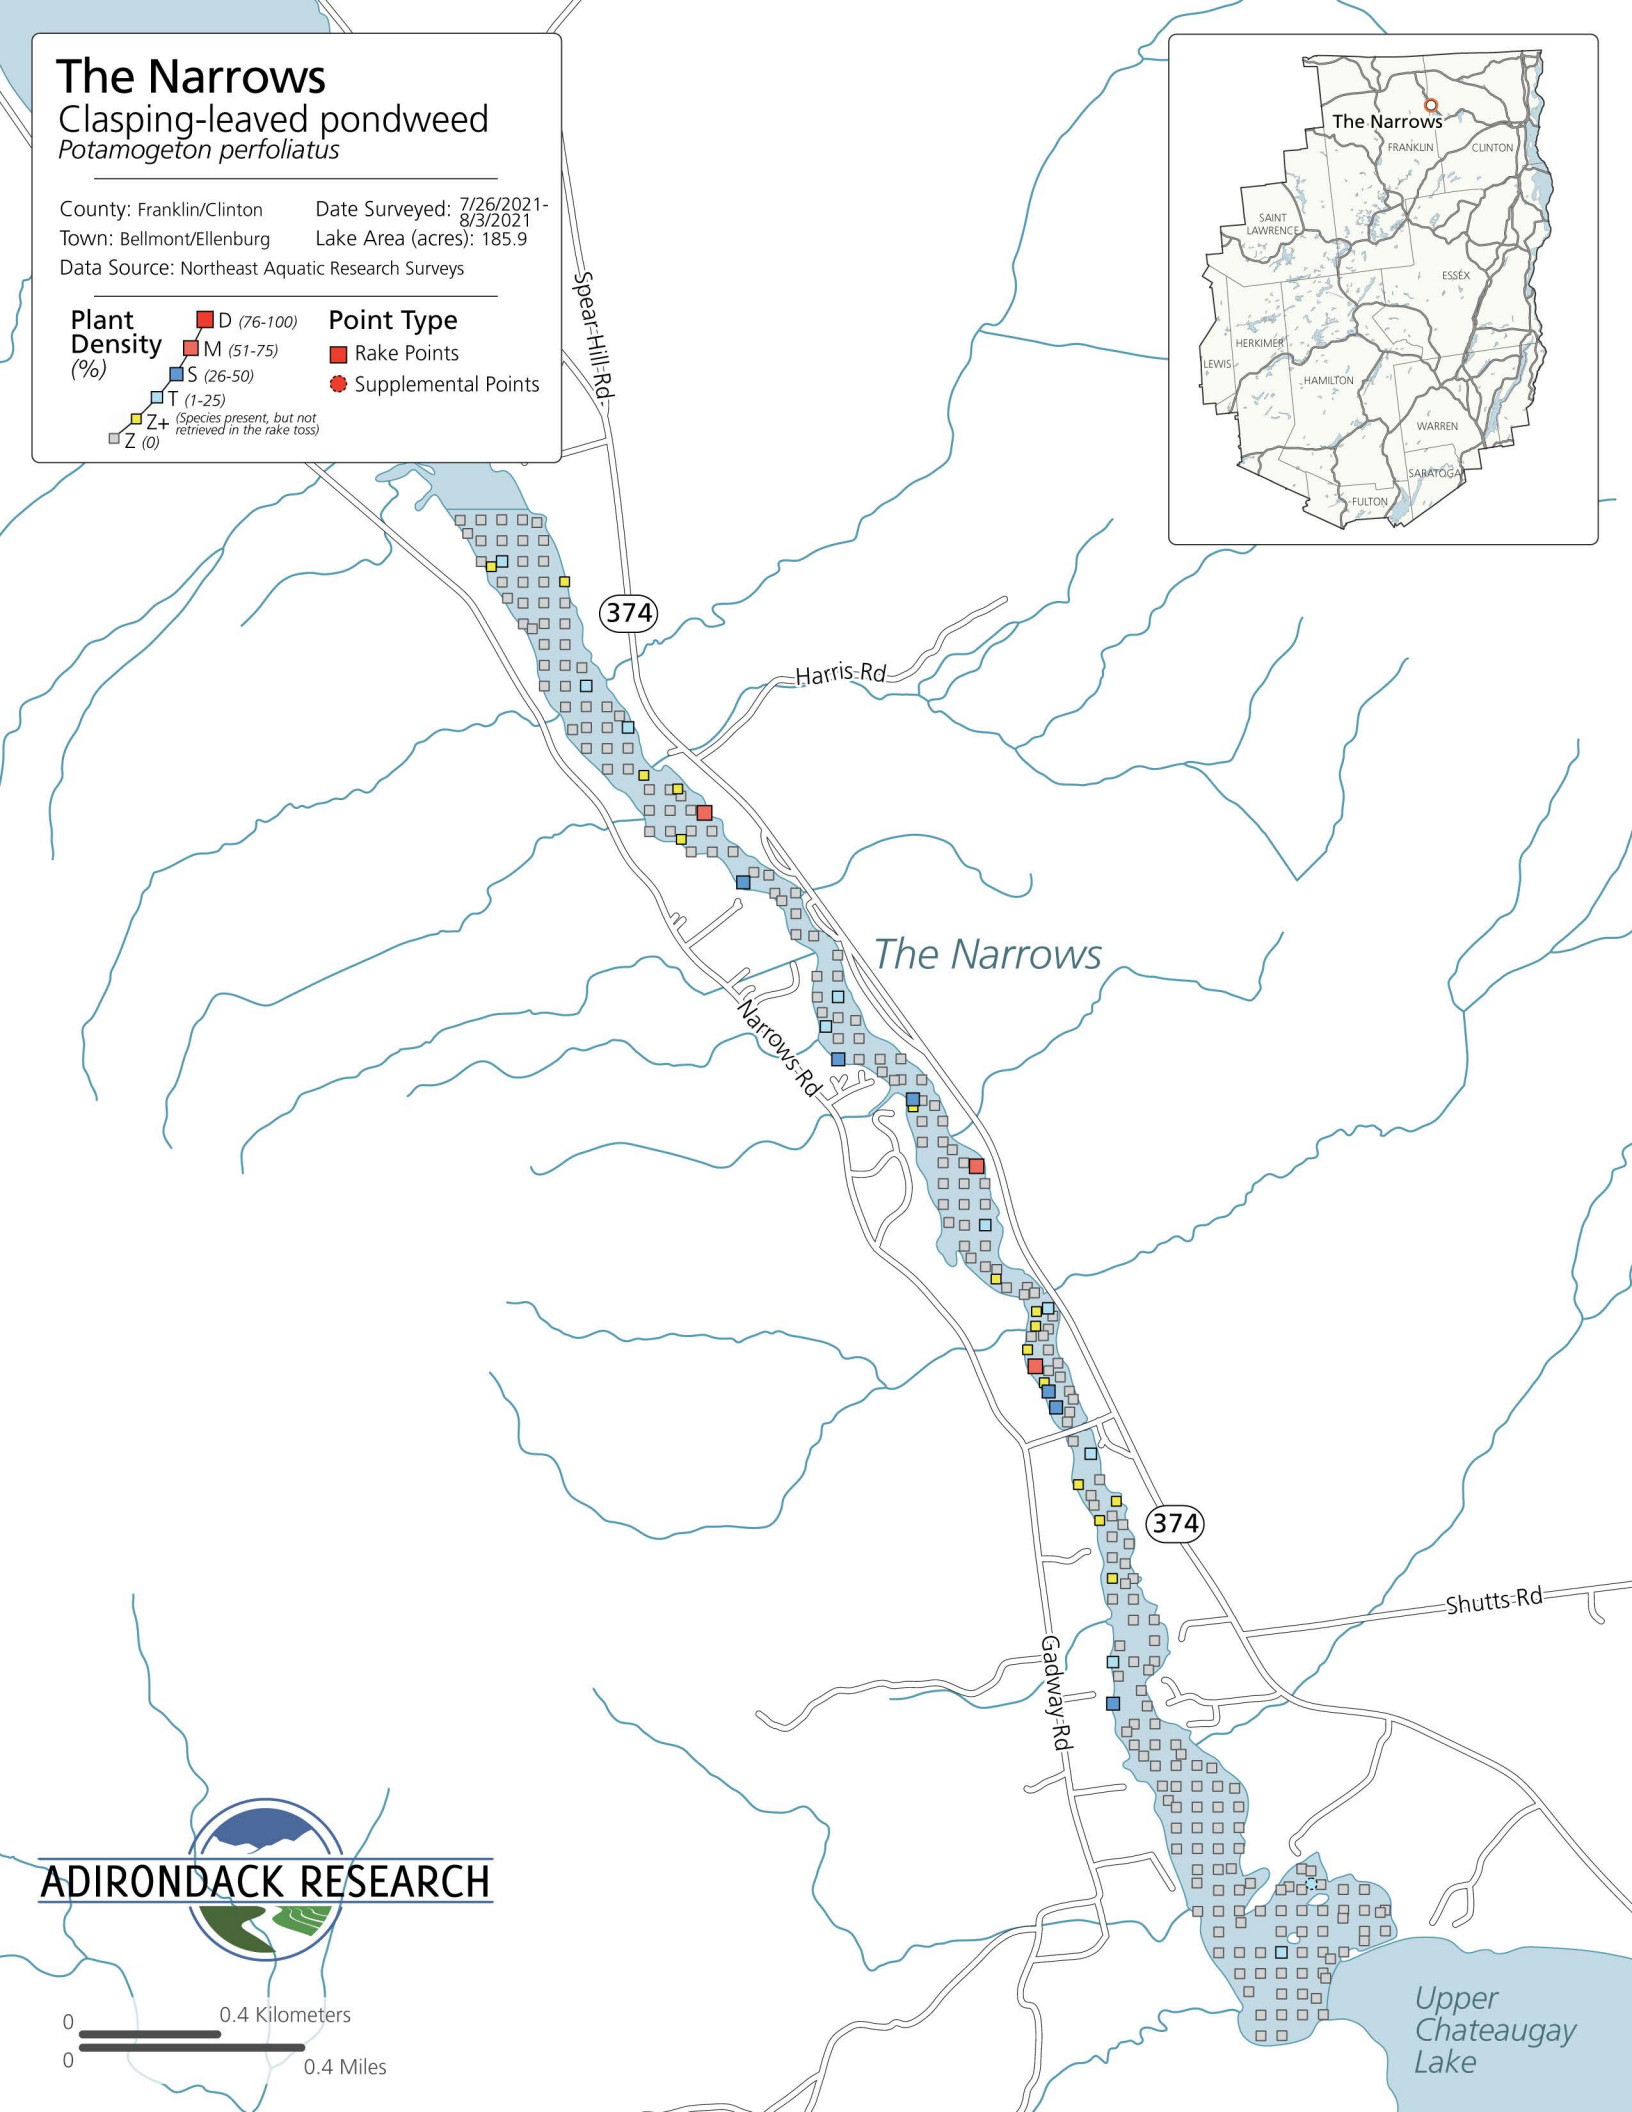 The Narrows
Clasping-leaved pondweed
Potamogeton perfoliatus
County: Franklin/Clinton
Date Surveyed: 7/26/2021-
8/3/2021
Town: Bellmont/Ellenburg
Lake Area (acres): 185.9
Data Source: Northeast Aquatic Research Surveys
Plant
Density
(%)
D (76-100)
M (51-75)
S (26-50)
T (1-25)
Z+ (Species present, but not
retrieved in the rake toss)
Z (0)
Point Type
Rake Points
Supplemental Points
The Narrows
FRANKLIN
CLINTON
SAINT
LAWRENCE
ESSEX
HERKIMER
LEWIS
HAMILTON
WARREN
SARATOGA
FULTON
Spear-Hill-Rd-
374
Harris-Rd
The Narrows
Narrows-Rd
374
Shutts-Rd
Gadway-Rd
ADIRONDACK RESEARCH
0
0.4 Kilometers
0
0.4 Miles
Upper
Chateaugay
Lake